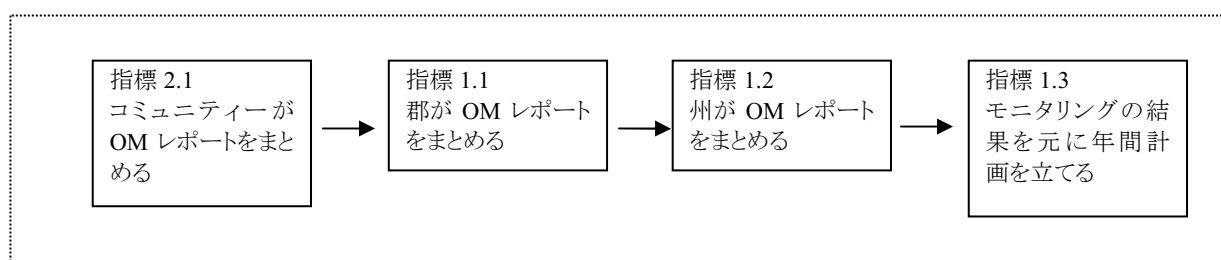 指標 2.1
コミュニティーが
OM レポートをまと
める
指標 1.1
郡が OM レポート
をまとめる
指標 1.2
州が OM レポート
をまとめる
指標 1.3
モニタリングの結
果を元に年間計
画を立てる